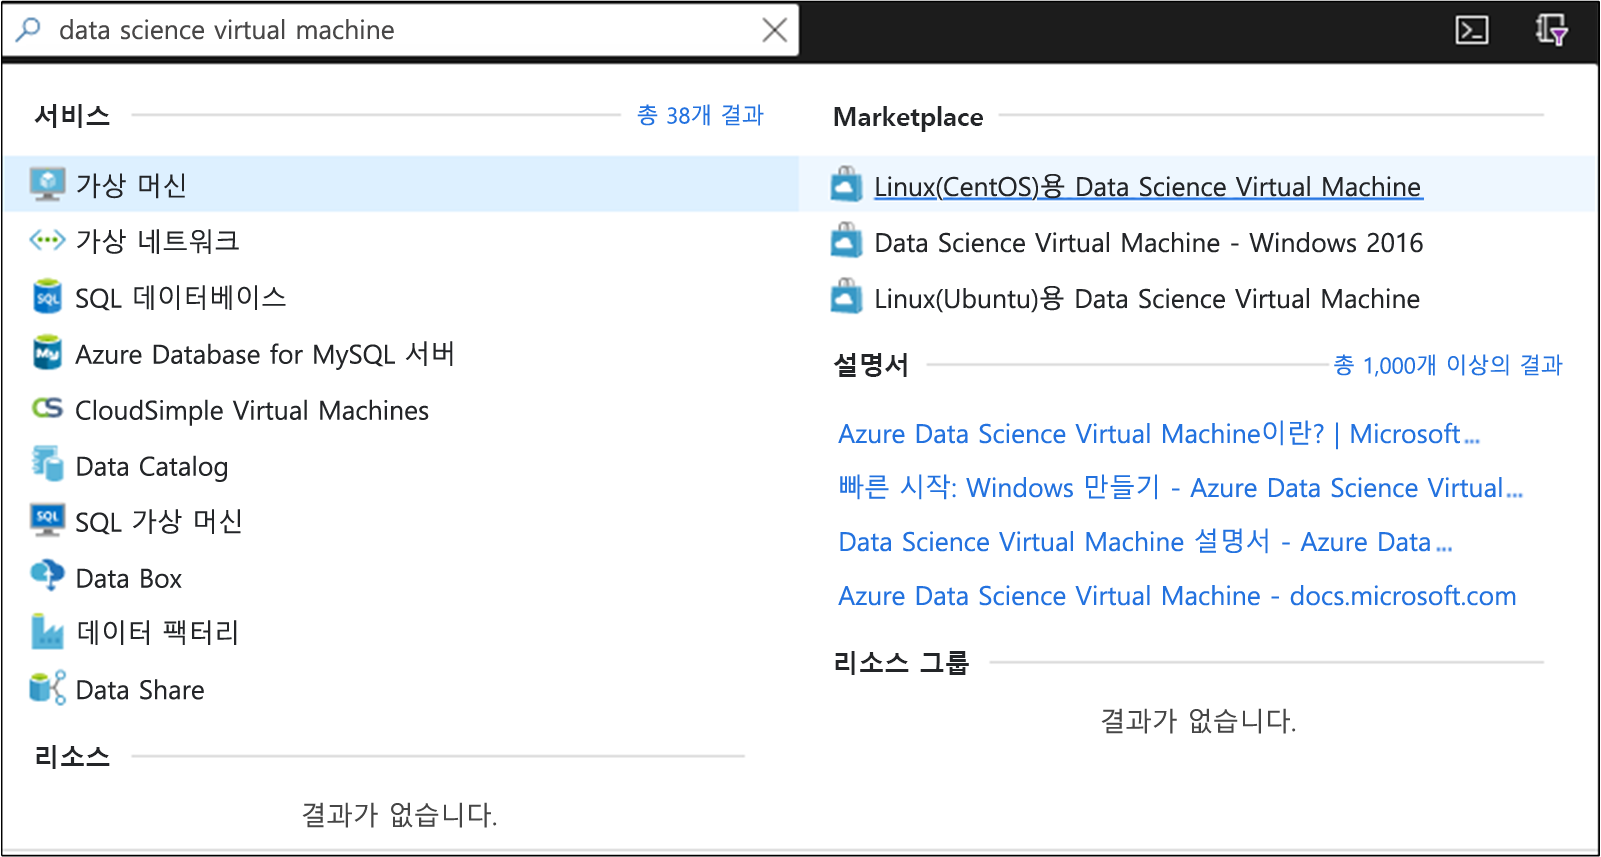 data science virtual machine
서비스
총 38개 결과
가상 머신
가상 네트워크
SQL 데이터베이스
Azure Database for MySQL 서버
CloudSimple Virtual Machines
Data Catalog
SQL 가상 머신
Data Box
데이터 팩터리
Data Share
리소스
결과가 없습니다.
Marketplace
Linux(CentOS)용 Data Science Virtual Machine
Data Science Virtual Machine - Windows 2016
Linux(Ubuntu)용 Data Science Virtual Machine
설명서
총 1,000개 이상의 결과
Azure Data Science Virtual Machine이란? | Microsoft...
빠른 시작: Windows 만들기 - Azure Data Science Virtual...
Data Science Virtual Machine 설명서 - Azure Data...
Azure Data Science Virtual Machine - docs.microsoft.com
리소스 그룹
결과가 없습니다.